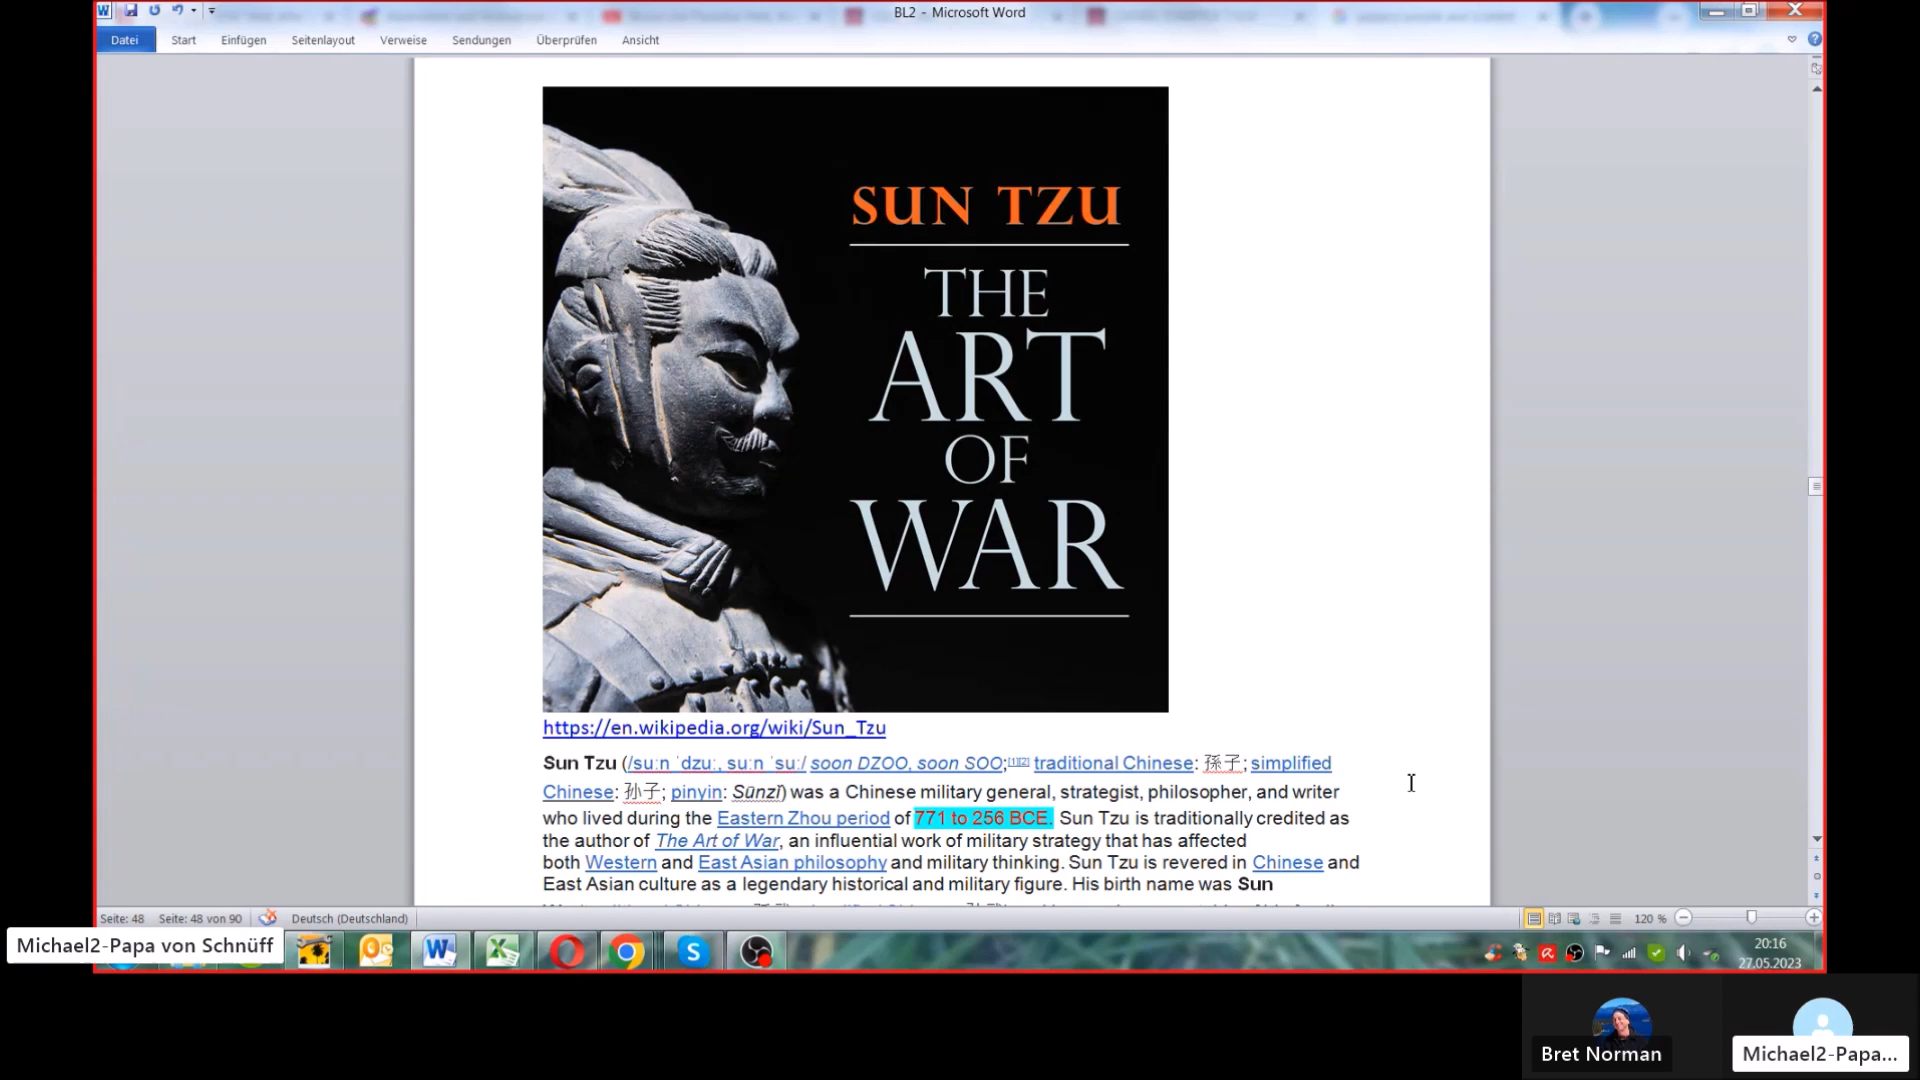 BL2 - Microsoft Word
Datei Start Einfügen Seitenlayout Verweise Sendungen Überprüfen Ansicht
SUN TZU
THE
ART
OF
WAR
https://en.wikipedia.org/wiki/Sun_Tzu
Sun Tzu (/suːn ˈdzuː, suːn ˈsuː/ soon DZOO, soon SOO;[1][2] traditional Chinese: 孫子; simplified
Chinese: 孙子; pinyin: Sūnzǐ) was a Chinese military general, strategist, philosopher, and writer
who lived during the Eastern Zhou period of 771 to 256 BCE. Sun Tzu is traditionally credited as
the author of The Art of War, an influential work of military strategy that has affected
both Western and East Asian philosophy and military thinking. Sun Tzu is revered in Chinese and
East Asian culture as a legendary historical and military figure. His birth name was Sun
Seite: 48 Seite: 48 von 90 Deutsch (Deutschland) 120 %
Michael2-Papa von Schnüff
20:16
27.05.2023
Bret Norman
Michael2-Papa...